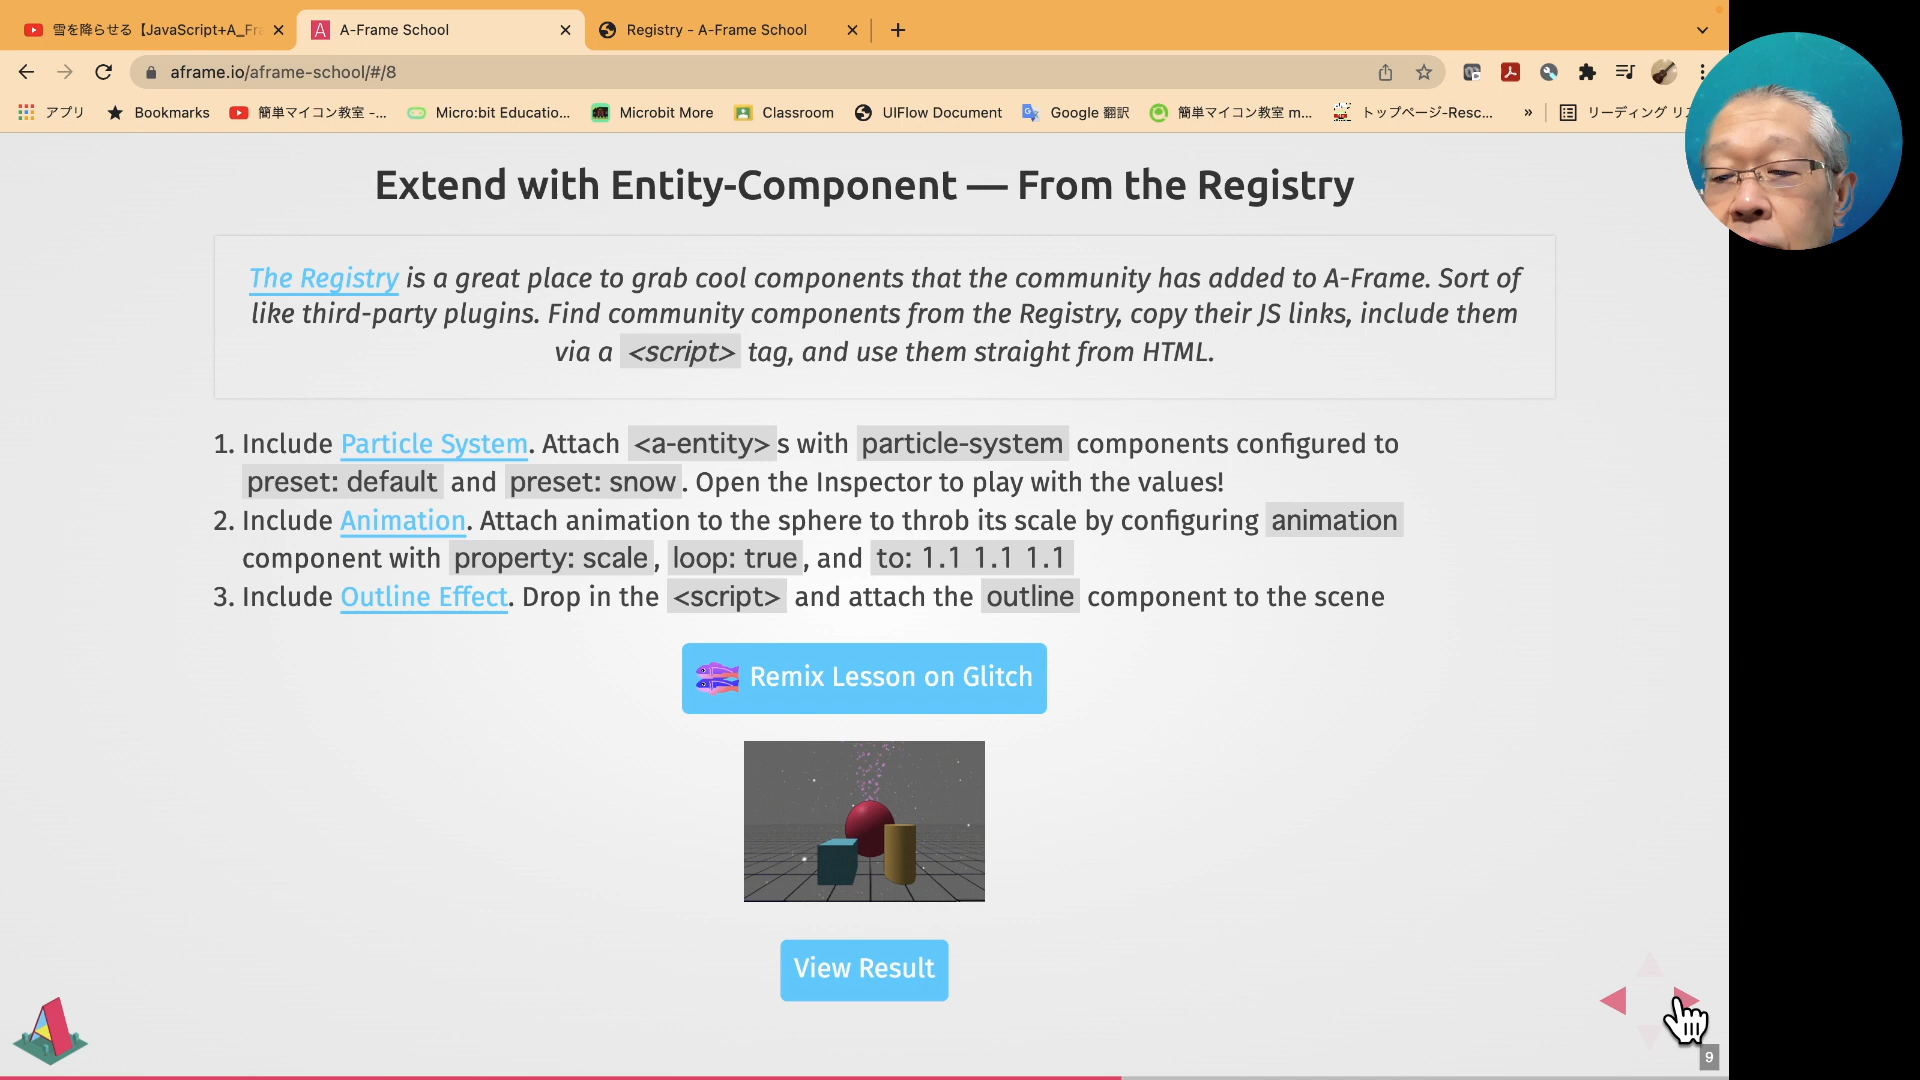 雪を降らせる【JavaScript+A_Fra
A-Frame School
Registry - A-Frame School
aframe.io/aframe-school/#/8
アプリ
Bookmarks
簡単マイコン教室 -...
Micro:bit Educatio...
Microbit More
Classroom
UIFlow Document
Google 翻訳
簡単マイコン教室 m...
トップページ-Resc...
»
リーディング リ
Extend with Entity-Component — From the Registry
The Registry is a great place to grab cool components that the community has added to A-Frame. Sort of
like third-party plugins. Find community components from the Registry, copy their JS links, include them
via a <script> tag, and use them straight from HTML.
1. Include Particle System. Attach <a-entity>s with particle-system components configured to
preset: default and preset: snow. Open the Inspector to play with the values!
2. Include Animation. Attach animation to the sphere to throb its scale by configuring animation
component with property: scale, loop: true, and to: 1.1 1.1 1.1
3. Include Outline Effect. Drop in the <script> and attach the outline component to the scene
Remix Lesson on Glitch
View Result
9